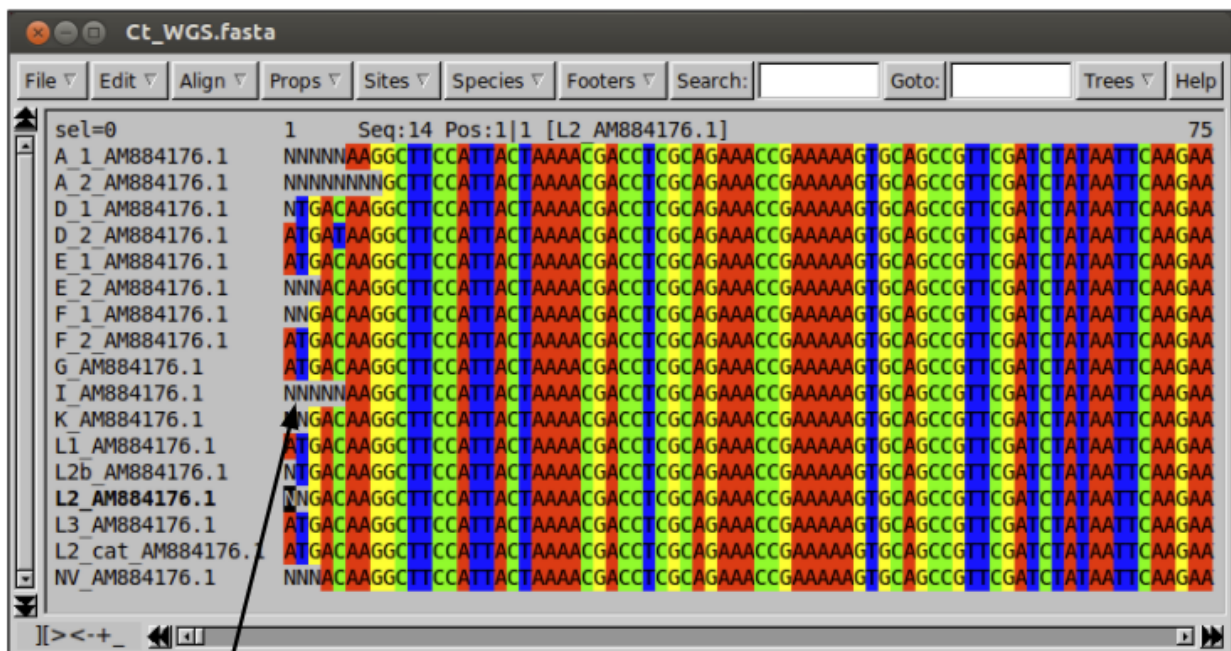 Ct_WGS.fasta
File Edit Align Props Sites Species Footers Search: Goto: Trees Help
sel=0 1 Seq:14 Pos:1|1 [L2_AM884176.1] 75
A_1_AM884176.1 NNNNNAAGGCTTCCATTACTAAAACGACCTCGCAGAAACCGAAAAAGTGCAGCCGTTCGATCTATAATTCAAGAA
A_2_AM884176.1 NNNNNNNNGCTTCCATTACTAAAACGACCTCGCAGAAACCGAAAAAGTGCAGCCGTTCGATCTATAATTCAAGAA
D_1_AM884176.1 NTGACAAGGCTTCCATTACTAAAACGACCTCGCAGAAACCGAAAAAGTGCAGCCGTTCGATCTATAATTCAAGAA
D_2_AM884176.1 ATGATAAGGCTTCCATTACTAAAACGACCTCGCAGAAACCGAAAAAGTGCAGCCGTTCGATCTATAATTCAAGAA
E_1_AM884176.1 ATGACAAGGCTTCCATTACTAAAACGACCTCGCAGAAACCGAAAAAGTGCAGCCGTTCGATCTATAATTCAAGAA
E_2_AM884176.1 NNNACAAGGCTTCCATTACTAAAACGACCTCGCAGAAACCGAAAAAGTGCAGCCGTTCGATCTATAATTCAAGAA
F_1_AM884176.1 NNGACAAGGCTTCCATTACTAAAACGACCTCGCAGAAACCGAAAAAGTGCAGCCGTTCGATCTATAATTCAAGAA
F_2_AM884176.1 ATGACAAGGCTTCCATTACTAAAACGACCTCGCAGAAACCGAAAAAGTGCAGCCGTTCGATCTATAATTCAAGAA
G_AM884176.1 ATGACAAGGCTTCCATTACTAAAACGACCTCGCAGAAACCGAAAAAGTGCAGCCGTTCGATCTATAATTCAAGAA
I_AM884176.1 NNNNNAAGGCTTCCATTACTAAAACGACCTCGCAGAAACCGAAAAAGTGCAGCCGTTCGATCTATAATTCAAGAA
K_AM884176.1 NNGACAAGGCTTCCATTACTAAAACGACCTCGCAGAAACCGAAAAAGTGCAGCCGTTCGATCTATAATTCAAGAA
L1_AM884176.1 ATGACAAGGCTTCCATTACTAAAACGACCTCGCAGAAACCGAAAAAGTGCAGCCGTTCGATCTATAATTCAAGAA
L2b_AM884176.1 NTGACAAGGCTTCCATTACTAAAACGACCTCGCAGAAACCGAAAAAGTGCAGCCGTTCGATCTATAATTCAAGAA
L2_AM884176.1 NNGACAAGGCTTCCATTACTAAAACGACCTCGCAGAAACCGAAAAAGTGCAGCCGTTCGATCTATAATTCAAGAA
L3_AM884176.1 ATGACAAGGCTTCCATTACTAAAACGACCTCGCAGAAACCGAAAAAGTGCAGCCGTTCGATCTATAATTCAAGAA
L2_cat_AM884176.1 ATGACAAGGCTTCCATTACTAAAACGACCTCGCAGAAACCGAAAAAGTGCAGCCGTTCGATCTATAATTCAAGAA
NV_AM884176.1 NNNACAAGGCTTCCATTACTAAAACGACCTCGCAGAAACCGAAAAAGTGCAGCCGTTCGATCTATAATTCAAGAA
][><-+_